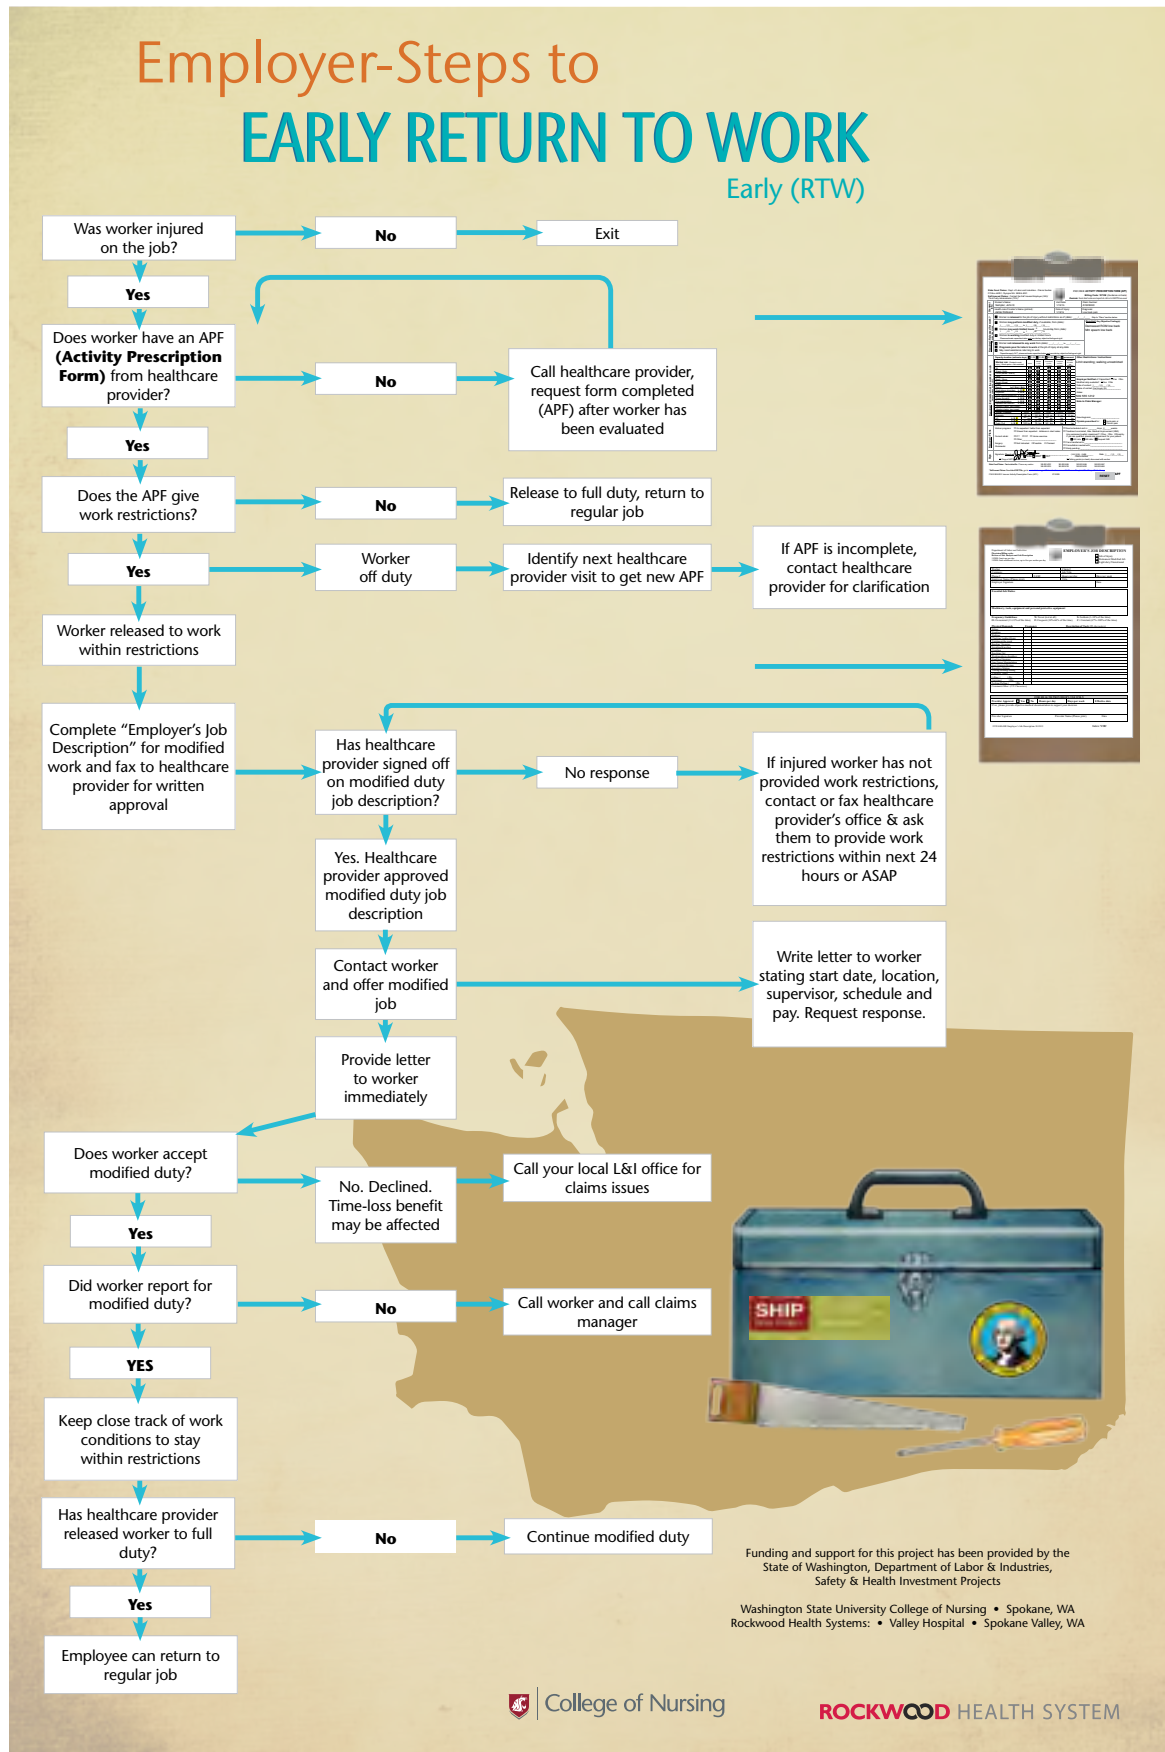 Employer-Steps to
EARLY RETURN TO WORK
Early (RTW)
Was worker injured
on the job?
No
Exit
Yes
Does worker have an APF
(Activity Prescription
Form) from healthcare
provider?
No
Call healthcare provider,
request form completed
(APF) after worker has
been evaluated
Yes
Does the APF give
work restrictions?
No
Release to full duty, return to
regular job
Yes
Worker
off duty
Identify next healthcare
provider visit to get new APF
If APF is incomplete,
contact healthcare
provider for clarification
Worker released to work
within restrictions
Complete “Employer’s Job
Description” for modified
work and fax to healthcare
provider for written
approval
Has healthcare
provider signed off
on modified duty
job description?
No response
If injured worker has not
provided work restrictions,
contact or fax healthcare
provider’s office & ask
them to provide work
restrictions within next 24
hours or ASAP
Yes. Healthcare
provider approved
modified duty job
description
Contact worker
and offer modified
job
Write letter to worker
stating start date, location,
supervisor, schedule and
pay. Request response.
Provide letter
to worker
immediately
Does worker accept
modified duty?
No. Declined.
Time-loss benefit
may be affected
Call your local L&I office for
claims issues
Yes
Did worker report for
modified duty?
No
Call worker and call claims
manager
YES
Keep close track of work
conditions to stay
within restrictions
Has healthcare provider
released worker to full
duty?
No
Continue modified duty
Yes
Employee can return to
regular job
EMPLOYER'S JOB DESCRIPTION
SHIP
Funding and support for this project has been provided by the
State of Washington, Department of Labor & Industries,
Safety & Health Investment Projects
Washington State University College of Nursing • Spokane, WA
Rockwood Health Systems: • Valley Hospital • Spokane Valley, WA
College of Nursing
ROCKWOOD HEALTH SYSTEM